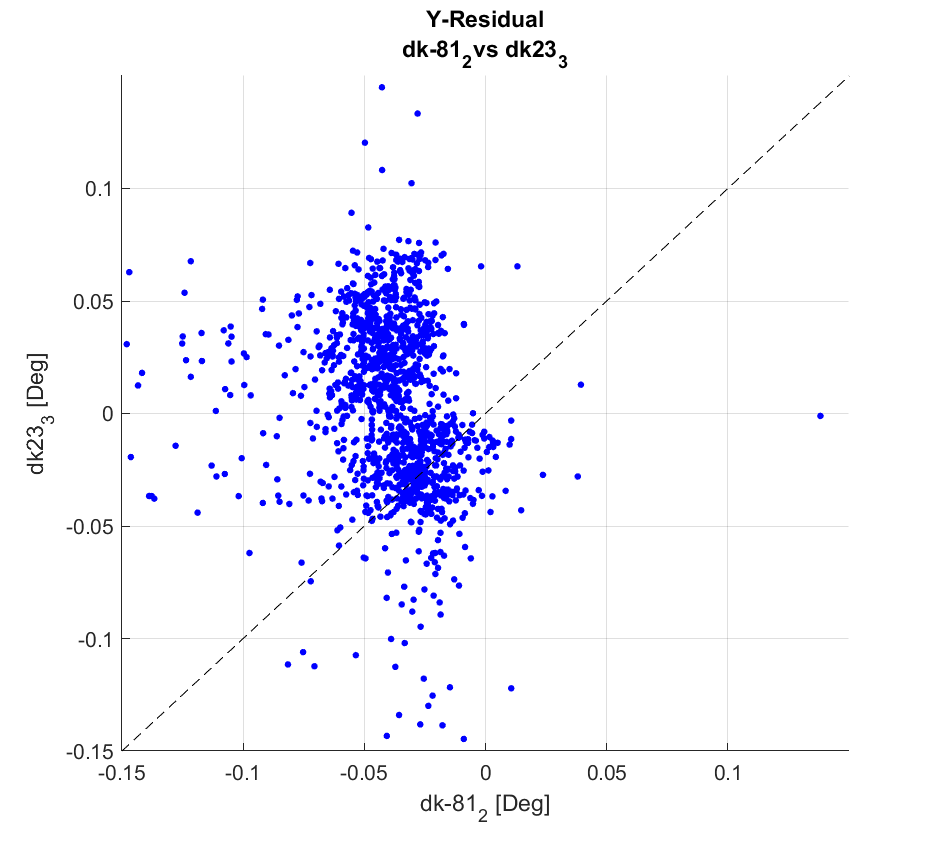 Y-Residual
dk-81₂vs dk23₃
0.1
0.05
0
-0.05
-0.1
-0.15
dk23₃ [Deg]
-0.15 -0.1 -0.05 0 0.05 0.1
dk-81₂ [Deg]